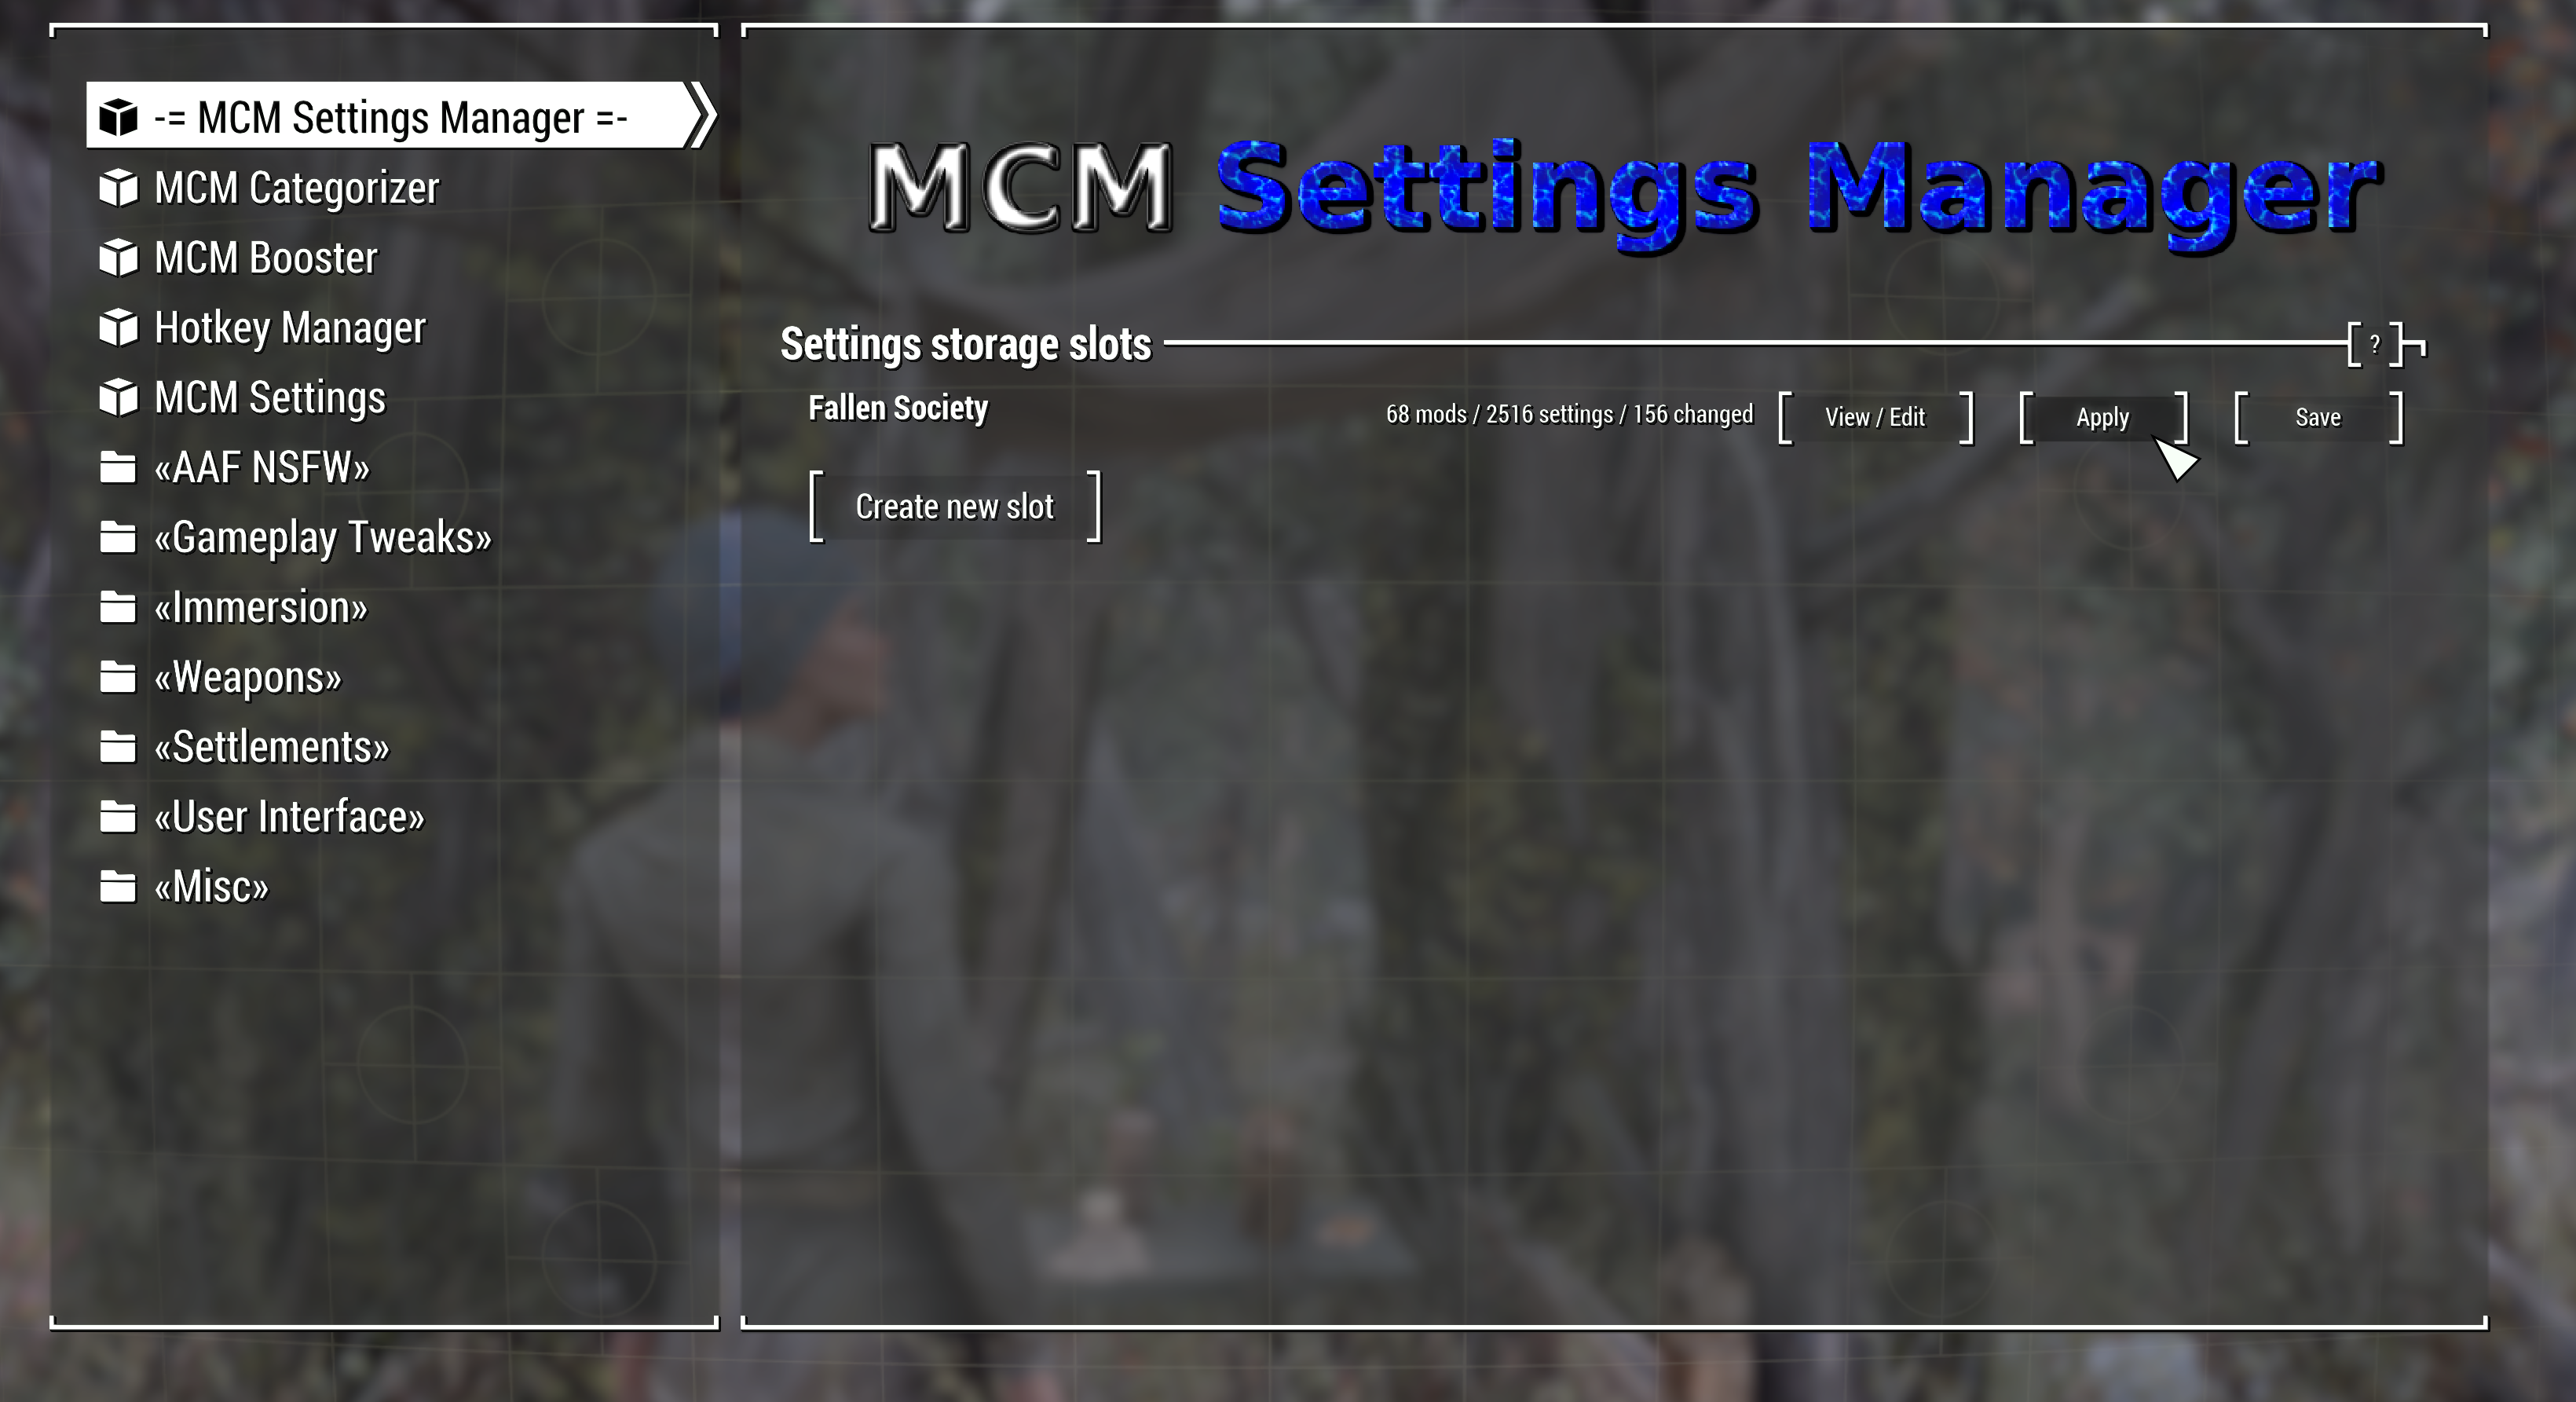 -= MCM Settings Manager =-
MCM Categorizer
MCM Booster
Hotkey Manager
MCM Settings
«AAF NSFW»
«Gameplay Tweaks»
«Immersion»
«Weapons»
«Settlements»
«User Interface»
«Misc»
MCM Settings Manager
Settings storage slots ?
Fallen Society 68 mods / 2516 settings / 156 changed View / Edit Apply Save
Create new slot